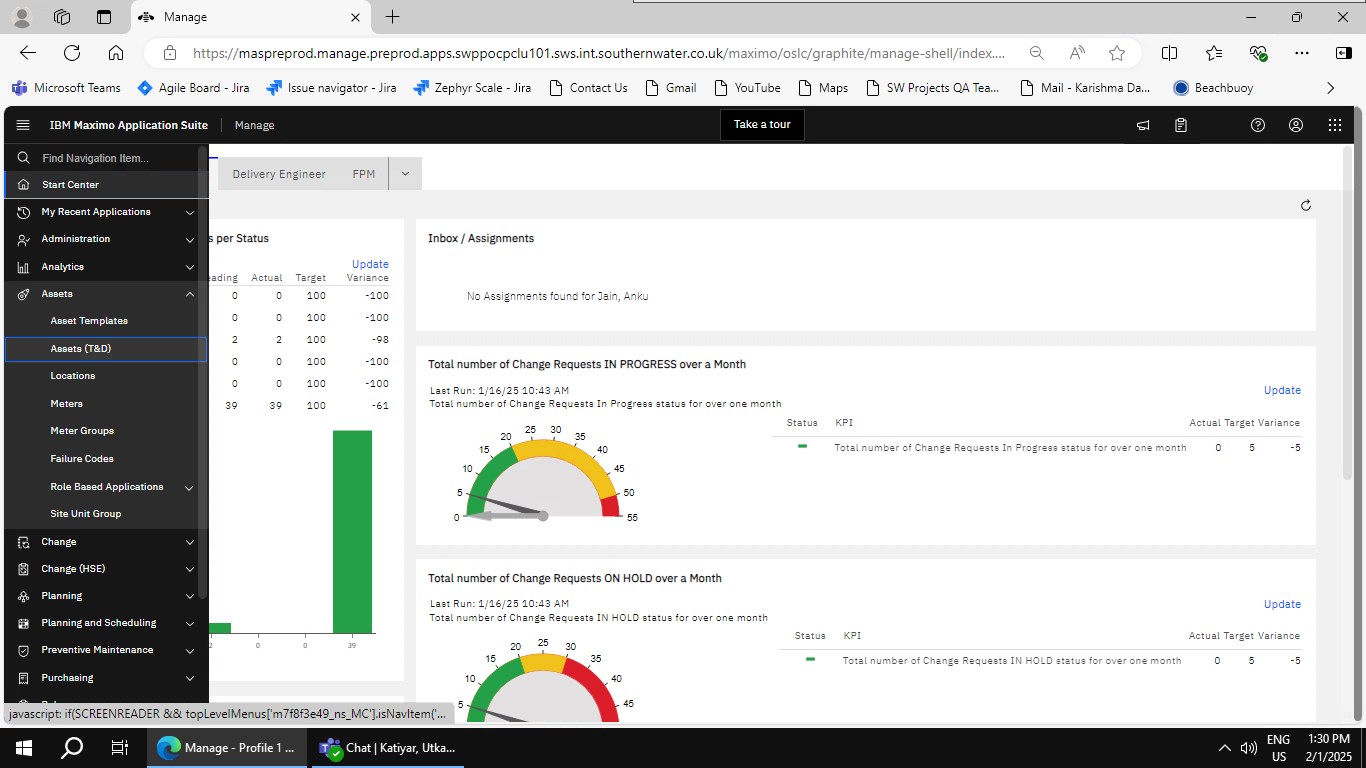 Manage
https://maspreprod.manage.preprod.apps.swppocpclu101.sws.int.southernwater.co.uk/maximo/oslc/graphite/manage-shell/index....
Microsoft Teams
Agile Board - Jira
Issue navigator - Jira
Zephyr Scale - Jira
Contact Us
Gmail
YouTube
Maps
SW Projects QA Tea...
Mail - Karishma Da...
Beachbuoy
IBM Maximo Application Suite
Manage
Take a tour
Find Navigation Item...
Start Center
My Recent Applications
Administration
Analytics
Assets
Asset Templates
Assets (T&D)
Locations
Meters
Meter Groups
Failure Codes
Role Based Applications
Site Unit Group
Change
Change (HSE)
Planning
Planning and Scheduling
Preventive Maintenance
Purchasing
javascript: if(SCREENREADER && topLevelMenus['m7f8f3e49_ns_MC'].isNavItem('...
Delivery Engineer
FPM
s per Status
Update
eading Actual Target Variance
0 0 100 -100
0 0 100 -100
2 2 100 -98
0 0 100 -100
0 0 100 -100
39 39 100 -61
2 0 0 39
Inbox / Assignments
No Assignments found for Jain, Anku
Total number of Change Requests IN PROGRESS over a Month
Last Run: 1/16/25 10:43 AM
Update
Total number of Change Requests In Progress status for over one month
0 5 10 15 20 25 30 35 40 45 50 55
Status KPI Actual Target Variance
Total number of Change Requests In Progress status for over one month 0 5 -5
Total number of Change Requests ON HOLD over a Month
Last Run: 1/16/25 10:43 AM
Update
Total number of Change Requests IN HOLD status for over one month
5 10 15 20 25 30 35 40 45
Status KPI Actual Target Variance
Total number of Change Requests IN HOLD status for over one month 0 5 -5
Manage - Profile 1 ...
Chat | Katiyar, Utka...
ENG
US
1:30 PM
2/1/2025